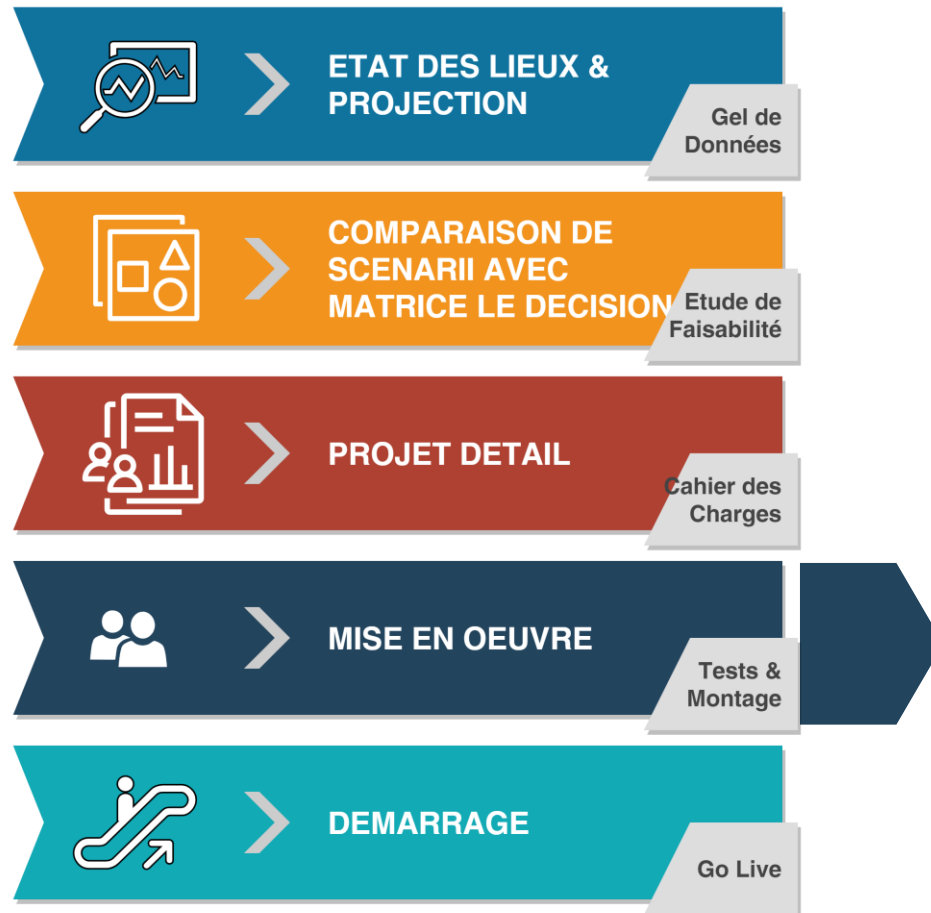 ETAT DES LIEUX &
PROJECTION
Gel de
Données
COMPARAISON DE
SCENARII AVEC
MATRICE LE DECISION
Etude de
Faisabilité
PROJET DETAIL
Cahier des
Charges
MISE EN OEUVRE
Tests &
Montage
DEMARRAGE
Go Live